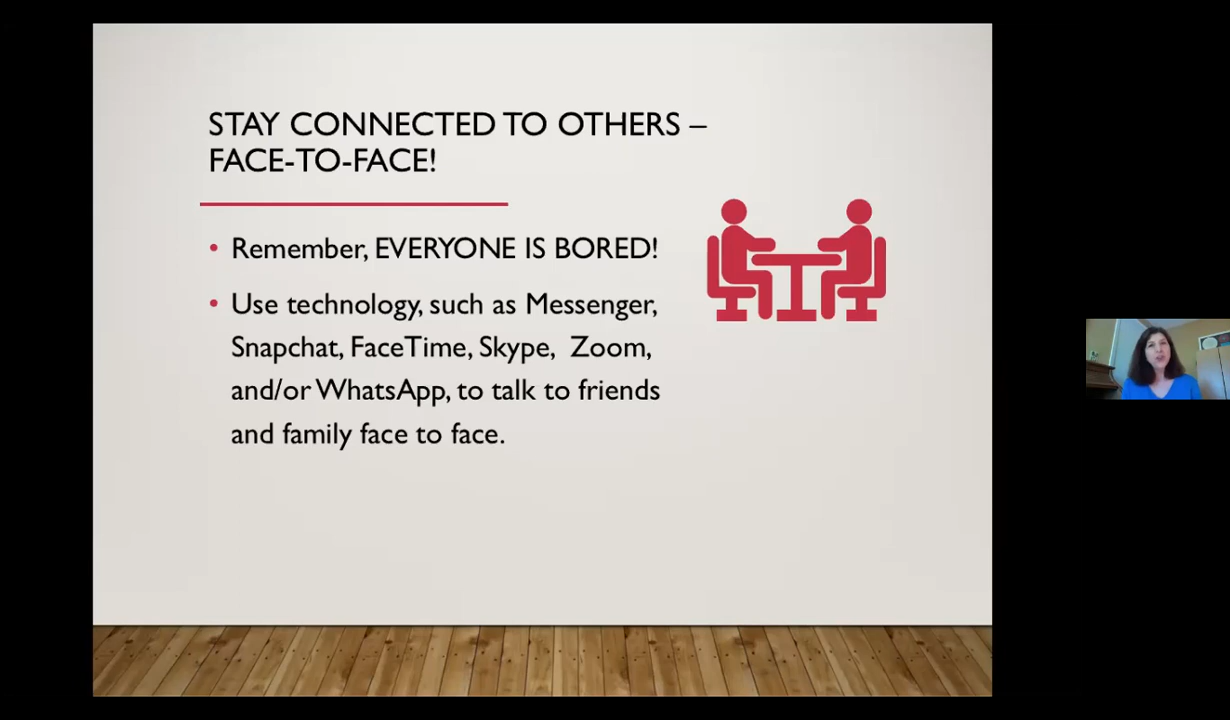 STAY CONNECTED TO OTHERS –
FACE-TO-FACE!
• Remember, EVERYONE IS BORED!
• Use technology, such as Messenger,
Snapchat, FaceTime, Skype,  Zoom,
and/or WhatsApp, to talk to friends
and family face to face.